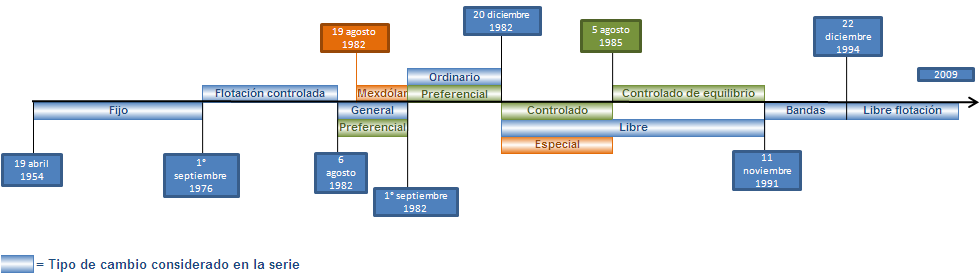 20 diciembre
1982
19 agosto
1982
5 agosto
1985
22
diciembre
1994
2009
Ordinario
Flotación controlada
Mexdólar
Preferencial
Controlado de equilibrio
Fijo
General
Controlado
Bandas
Libre flotación
Preferencial
Libre
Especial
19 abril
1954
1°
septiembre
1976
6
agosto
1982
1° septiembre
1982
11
noviembre
1991
= Tipo de cambio considerado en la serie